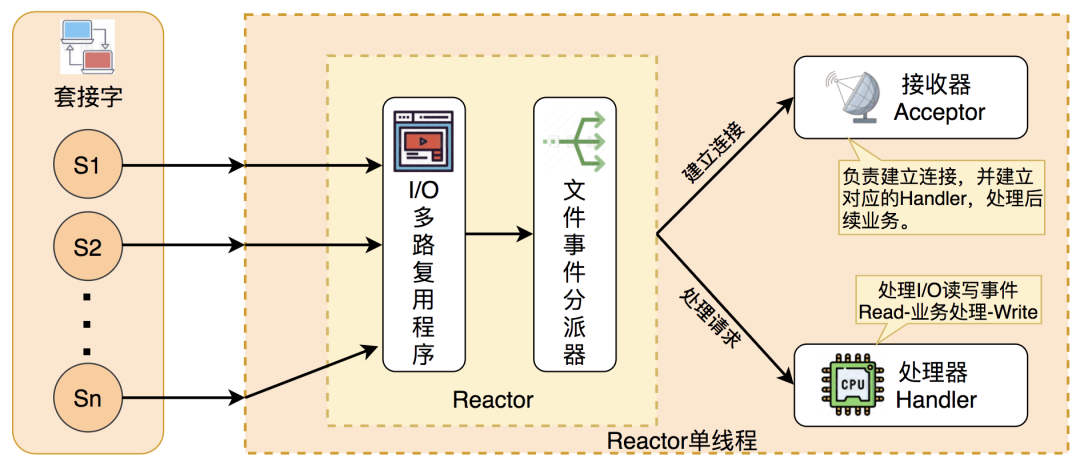 套接字
S1
S2
Sn
I/O
多
路
复
用
程
序
文
件
事
件
分
派
器
Reactor
建立连接
处理请求
接收器
Acceptor
负责建立连接，并建立
对应的Handler，处理后
续业务。
处理I/O读写事件
Read-业务处理-Write
CPU
处理器
Handler
Reactor单线程